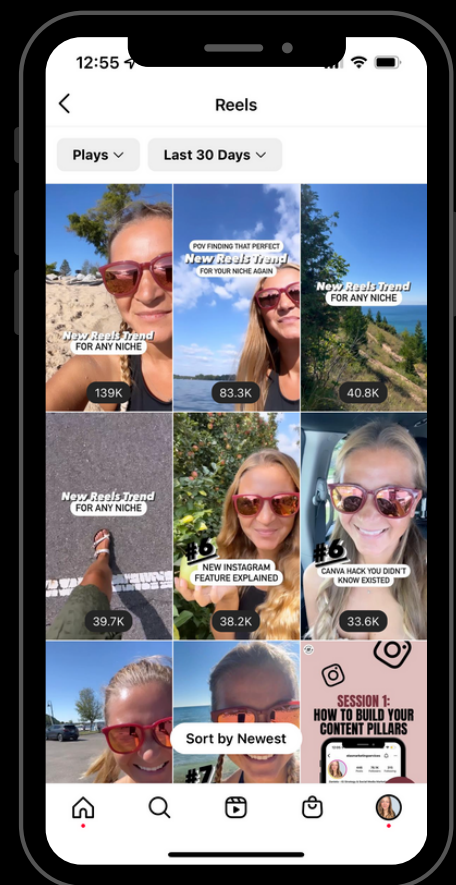 12:55
Reels
Plays
Last 30 Days
New Reels Trend
FOR ANY NICHE
139K
POV FINDING THAT PERFECT
New Reels Trend
FOR YOUR NICHE AGAIN
83.3K
New Reels Trend
FOR ANY NICHE
40.8K
New Reels Trend
FOR ANY NICHE
39.7K
#6
NEW INSTAGRAM
FEATURE EXPLAINED
38.2K
#6
CANVA HACK YOU DIDN'T
KNOW EXISTED
33.6K
#7
SESSION 1:
HOW TO BUILD YOUR
CONTENT PILLARS
Sort by Newest